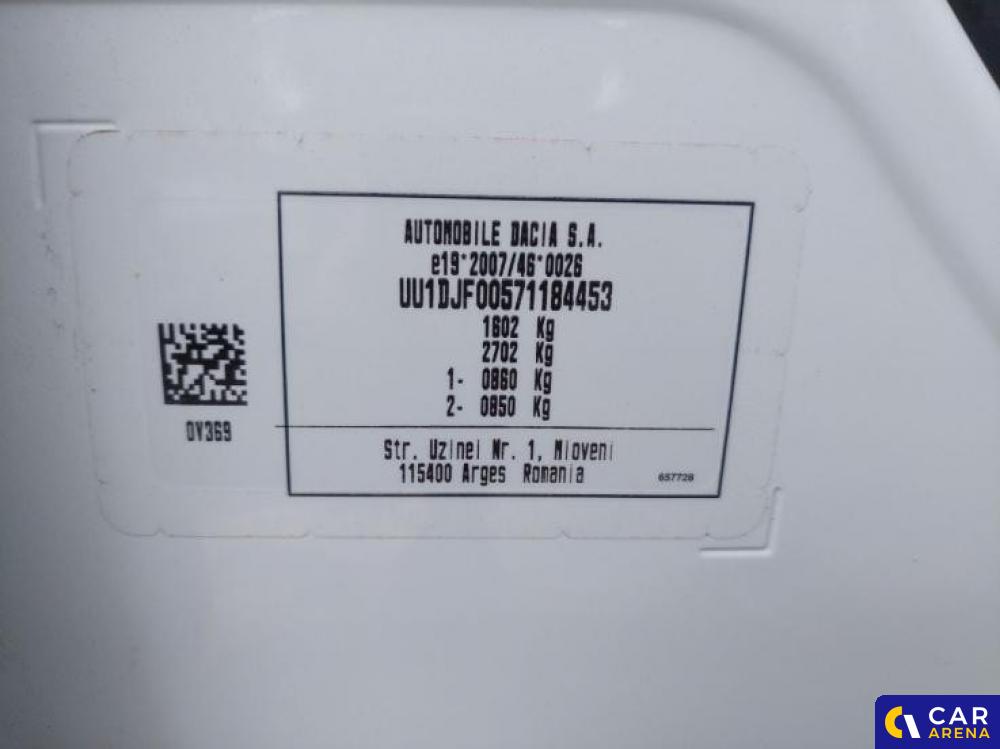 AUTOMOBILE DACIA S.A.
e19*2007/46*0026
UU1DJF00571184453
1602 Kg
2702 Kg
1- 0860 Kg
2- 0850 Kg
0V369
Str. Uzinei Nr. 1, Mioveni
115400 Arges Romania
657728
CAR
ARENA